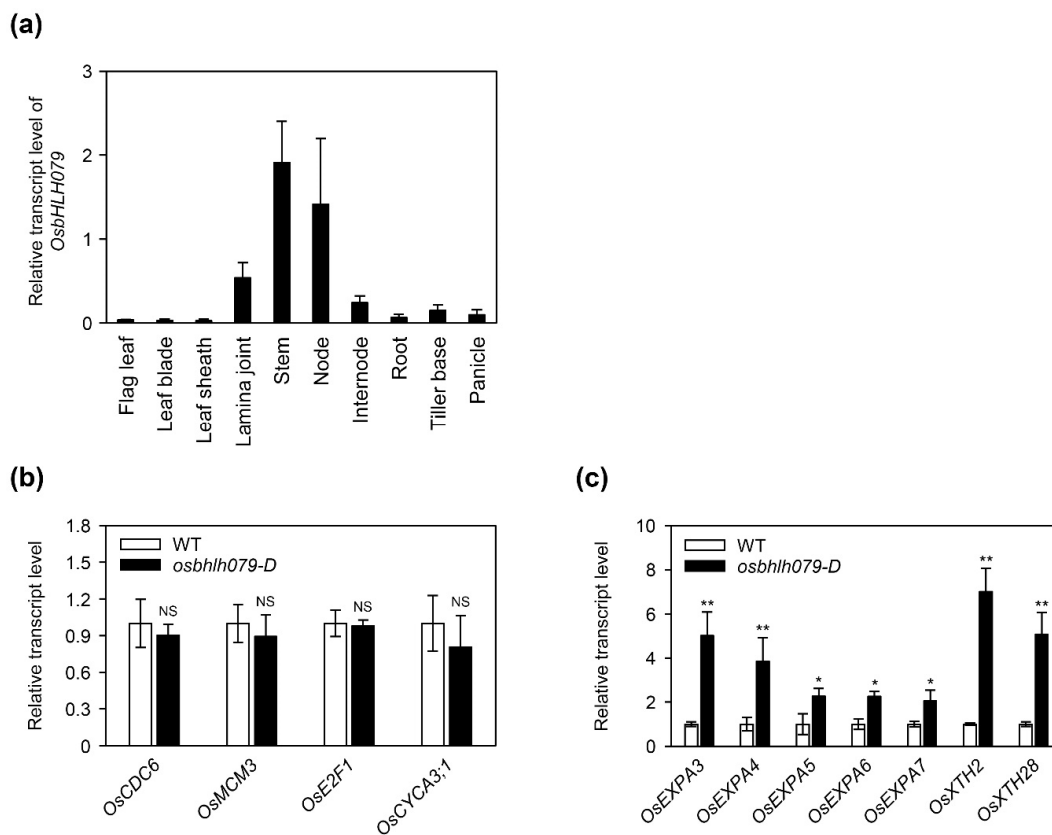 (a)
Relative transcript level of
OsbHLH079
3
2
1
0
Flag leaf
Leaf blade
Leaf sheath
Lamina joint
Stem
Node
Internode
Root
Tiller base
Panicle
(b)
Relative transcript level
1.8
1.5
1.2
0.9
0.6
0.3
0
WT
osbhlh079-D
NS
NS
NS
NS
OsCDC6
OsMCM3
OsE2F1
OsCYCA3;1
(c)
Relative transcript level
10
8
6
4
2
0
WT
osbhlh079-D
**
**
*
*
*
**
**
OsEXPA3
OsEXPA4
OsEXPA5
OsEXPA6
OsEXPA7
OsXTH2
OsXTH28